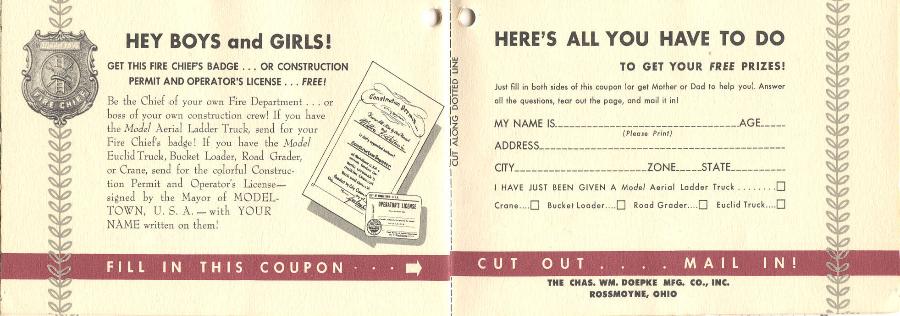 HEY BOYS and GIRLS!
GET THIS FIRE CHIEF'S BADGE . . . OR CONSTRUCTION
PERMIT AND OPERATOR'S LICENSE . . . FREE!
Be the Chief of your own Fire Department . . . or
boss of your own construction crew! If you have
the Model Aerial Ladder Truck, send for your
Fire Chief's badge! If you have the Model
Euclid Truck, Bucket Loader, Road Grader,
or Crane, send for the colorful Construc-
tion Permit and Operator's License—
signed by the Mayor of MODEL-
TOWN, U. S. A. — with YOUR
NAME written on them!
FIRE CHIEF
Construction Permit
OPERATOR'S LICENSE
FILL IN THIS COUPON . . .
CUT ALONG DOTTED LINE
HERE'S ALL YOU HAVE TO DO
TO GET YOUR FREE PRIZES!
Just fill in both sides of this coupon (or get Mother or Dad to help you). Answer
all the questions, tear out the page, and mail it in!
MY NAME IS AGE
(Please Print)
ADDRESS
CITY ZONE STATE
I HAVE JUST BEEN GIVEN A Model Aerial Ladder Truck ........
Crane.... Bucket Loader.... Road Grader.... Euclid Truck....
CUT OUT . . . . MAIL IN!
THE CHAS. WM. DOEPKE MFG. CO., INC.
ROSSMOYNE, OHIO